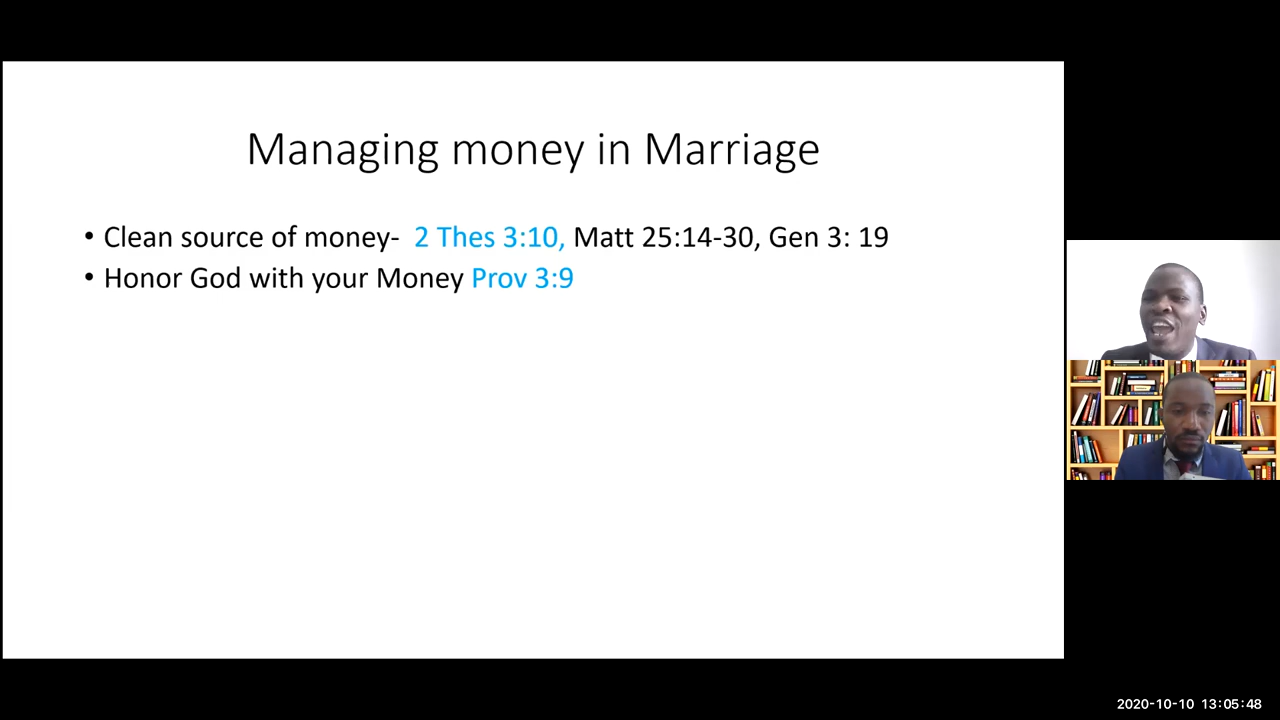 Managing money in Marriage
• Clean source of money-  2 Thes 3:10, Matt 25:14-30, Gen 3: 19
• Honor God with your Money Prov 3:9
2020-10-10 13:05:48